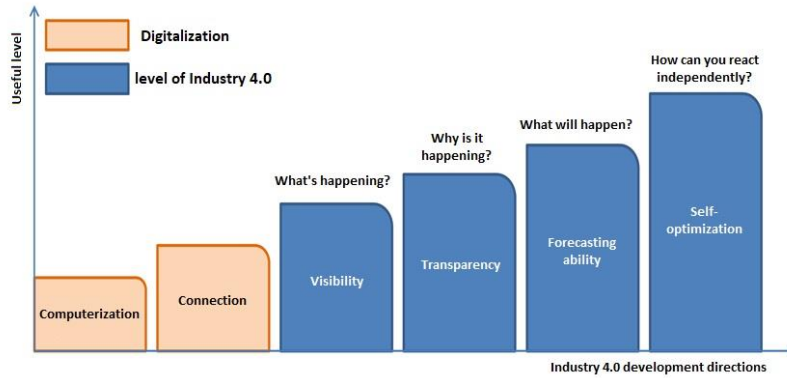 Useful level
Digitalization
level of Industry 4.0
What's happening?
Why is it
happening?
What will happen?
How can you react
independently?
Computerization
Connection
Visibility
Transparency
Forecasting
ability
Self-
optimization
Industry 4.0 development directions